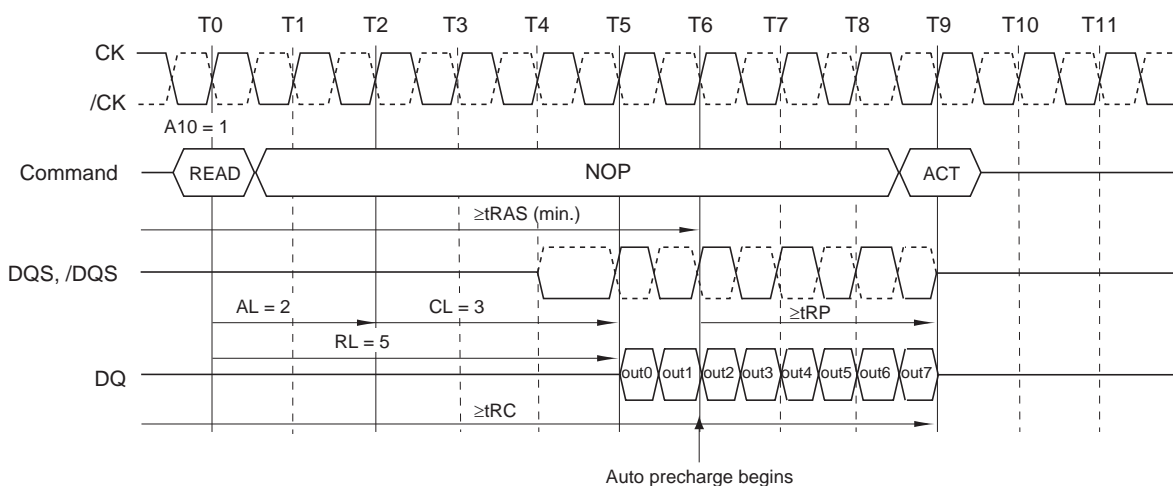 T0 T1 T2 T3 T4 T5 T6 T7 T8 T9 T10 T11
CK
/CK
A10 = 1
Command READ NOP ACT
≥tRAS (min.)
DQS, /DQS
AL = 2 CL = 3 ≥tRP
RL = 5
DQ out0 out1 out2 out3 out4 out5 out6 out7
≥tRC
Auto precharge begins